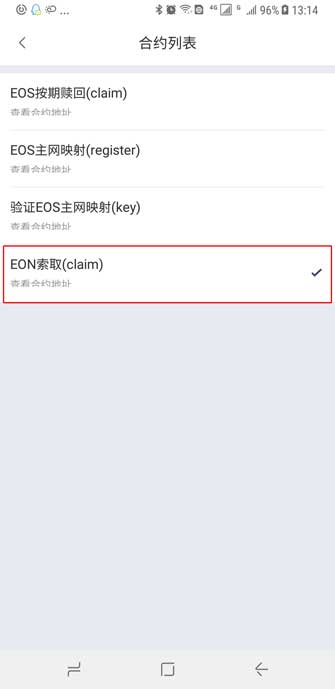 4G G 96% 13:14
合约列表
EOS按期赎回(claim)
查看合约地址
EOS主网映射(register)
查看合约地址
验证EOS主网映射(key)
查看合约地址
EON索取(claim)
查看合约地址